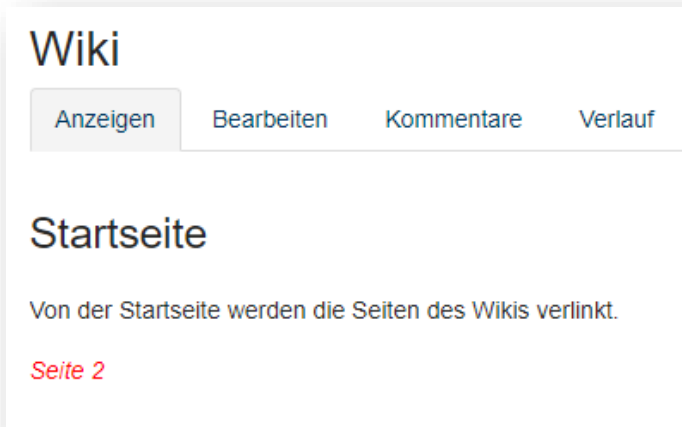 Wiki
Anzeigen Bearbeiten Kommentare Verlauf
Startseite
Von der Startseite werden die Seiten des Wikis verlinkt.
Seite 2